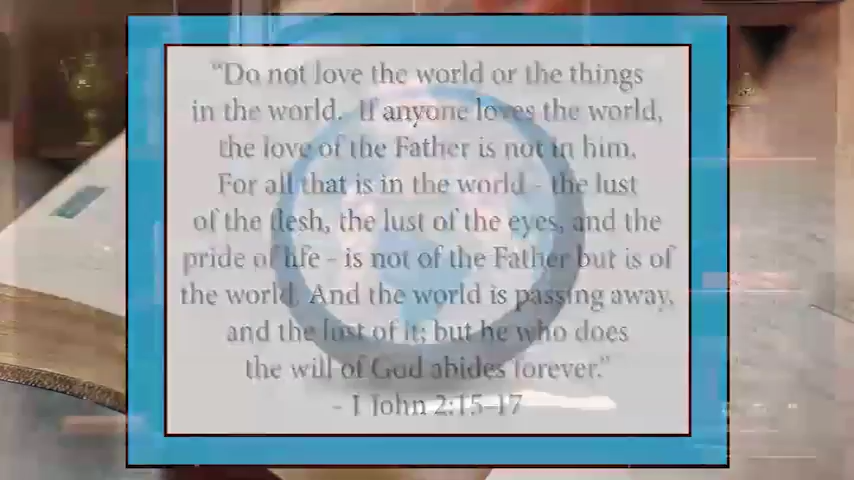 “Do not love the world or the things
in the world. If anyone loves the world,
the love of the Father is not in him.
For all that is in the world - the lust
of the flesh, the lust of the eyes, and the
pride of life - is not of the Father but is of
the world. And the world is passing away,
and the lust of it; but he who does
the will of God abides forever.”
- I John 2:15-17